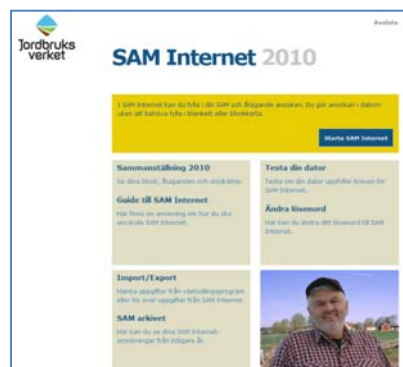 Avsluta
Jordbruks
verket
SAM Internet 2010
I SAM Internet kan du fylla i din SAM och åtagande ansökan. Du gör ansökan i datorn
utan att behöva fylla i blankett eller blockkarta.
Starta SAM Internet
Sammanställning 2010
Se dina block, åtaganden och stödrätter.
Guide till SAM Internet
Här finns en anvisning om hur du ska
använda SAM Internet.
Testa din dator
Testa om din dator uppfyller kraven för
SAM Internet.
Ändra lösenord
Här kan du ändra ditt lösenord till SAM
Internet.
Import/Export
Hämta uppgifter från växtodlingsprogram
eller för över uppgifter från SAM Internet.
SAM arkivet
Här kan du se dina SAM Internet-
ansökningar från tidigare år.